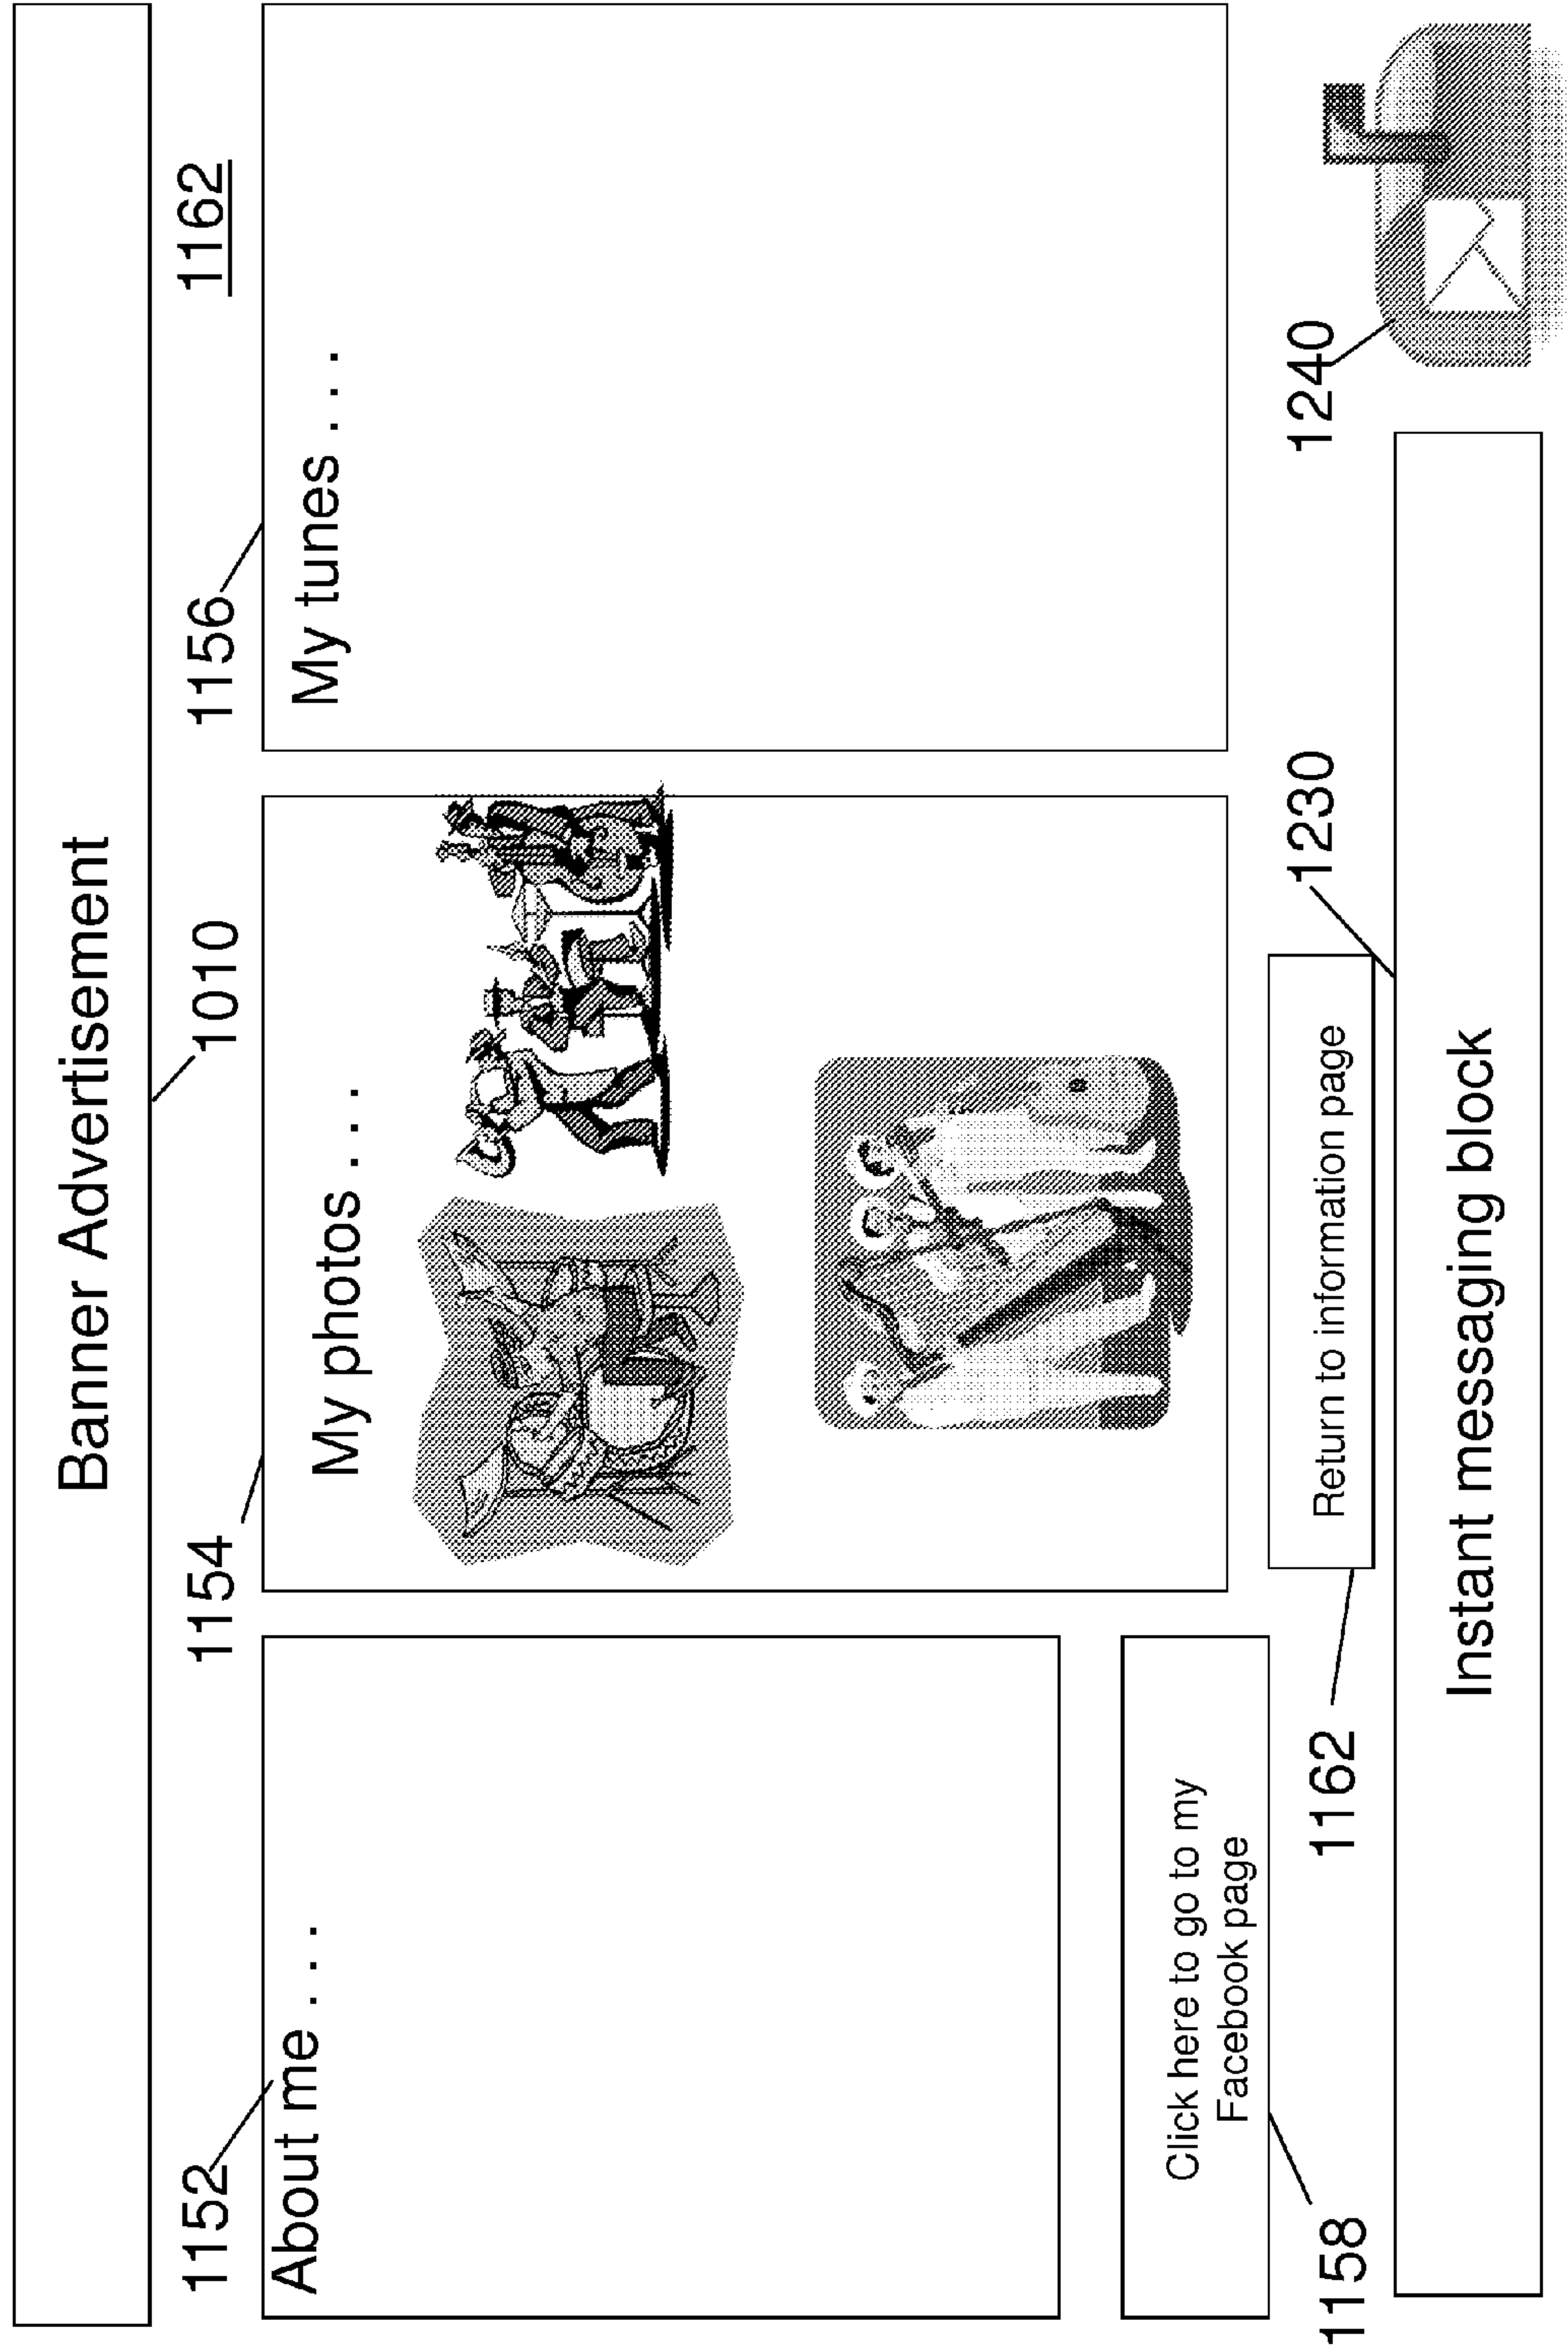 Banner Advertisement
1010
1152
1154
1156
1162
About me . . .
My photos . . .
My tunes . . .
Click here to go to my
Facebook page
1158
Return to information page
1162
1230
1240
Instant messaging block